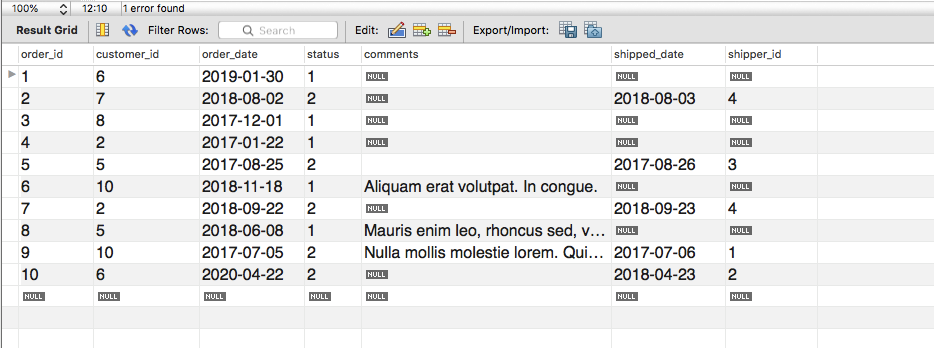 100% 12:10 1 error found
Result Grid Filter Rows: Search Edit: Export/Import:
order_id customer_id order_date status comments shipped_date shipper_id
1 6 2019-01-30 1 NULL NULL NULL
2 7 2018-08-02 2 NULL 2018-08-03 4
3 8 2017-12-01 1 NULL NULL NULL
4 2 2017-01-22 1 NULL NULL NULL
5 5 2017-08-25 2 2017-08-26 3
6 10 2018-11-18 1 Aliquam erat volutpat. In congue. NULL NULL
7 2 2018-09-22 2 NULL 2018-09-23 4
8 5 2018-06-08 1 Mauris enim leo, rhoncus sed, v... NULL NULL
9 10 2017-07-05 2 Nulla mollis molestie lorem. Qui... 2017-07-06 1
10 6 2020-04-22 2 2018-04-23 2
NULL NULL NULL NULL NULL NULL NULL